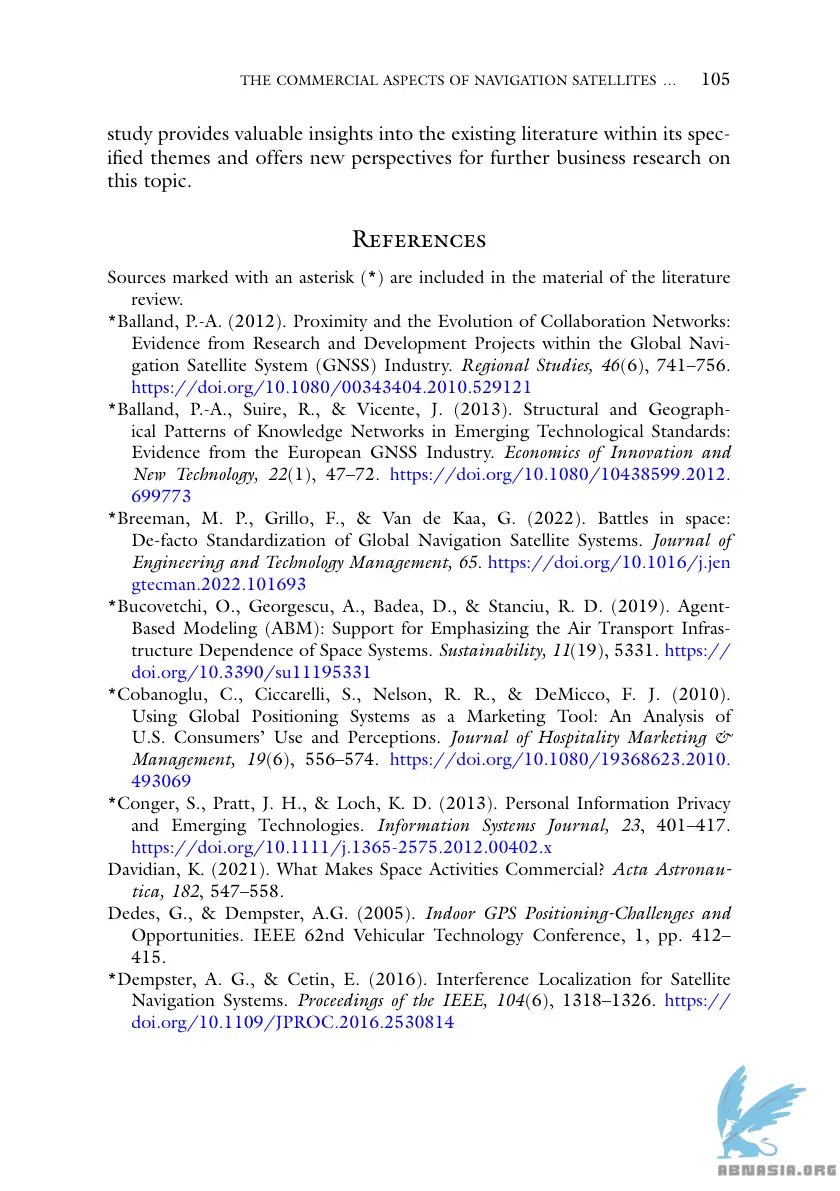 THE COMMERCIAL ASPECTS OF NAVIGATION SATELLITES … 105
study provides valuable insights into the existing literature within its spec-
ified themes and offers new perspectives for further business research on
this topic.
References
Sources marked with an asterisk (*) are included in the material of the literature
review.
*Balland, P.-A. (2012). Proximity and the Evolution of Collaboration Networks:
Evidence from Research and Development Projects within the Global Navi-
gation Satellite System (GNSS) Industry. Regional Studies, 46(6), 741–756.
https://doi.org/10.1080/00343404.2010.529121
*Balland, P.-A., Suire, R., & Vicente, J. (2013). Structural and Geograph-
ical Patterns of Knowledge Networks in Emerging Technological Standards:
Evidence from the European GNSS Industry. Economics of Innovation and
New Technology, 22(1), 47–72. https://doi.org/10.1080/10438599.2012.
699773
*Breeman, M. P., Grillo, F., & Van de Kaa, G. (2022). Battles in space:
De-facto Standardization of Global Navigation Satellite Systems. Journal of
Engineering and Technology Management, 65. https://doi.org/10.1016/j.jen
gtecman.2022.101693
*Bucovetchi, O., Georgescu, A., Badea, D., & Stanciu, R. D. (2019). Agent-
Based Modeling (ABM): Support for Emphasizing the Air Transport Infras-
tructure Dependence of Space Systems. Sustainability, 11(19), 5331. https://
doi.org/10.3390/su11195331
*Cobanoglu, C., Ciccarelli, S., Nelson, R. R., & DeMicco, F. J. (2010).
Using Global Positioning Systems as a Marketing Tool: An Analysis of
U.S. Consumers’ Use and Perceptions. Journal of Hospitality Marketing &
Management, 19(6), 556–574. https://doi.org/10.1080/19368623.2010.
493069
*Conger, S., Pratt, J. H., & Loch, K. D. (2013). Personal Information Privacy
and Emerging Technologies. Information Systems Journal, 23, 401–417.
https://doi.org/10.1111/j.1365-2575.2012.00402.x
Davidian, K. (2021). What Makes Space Activities Commercial? Acta Astronau-
tica, 182, 547–558.
Dedes, G., & Dempster, A.G. (2005). Indoor GPS Positioning-Challenges and
Opportunities. IEEE 62nd Vehicular Technology Conference, 1, pp. 412–
415.
*Dempster, A. G., & Cetin, E. (2016). Interference Localization for Satellite
Navigation Systems. Proceedings of the IEEE, 104(6), 1318–1326. https://
doi.org/10.1109/JPROC.2016.2530814
ABNASIA.ORG